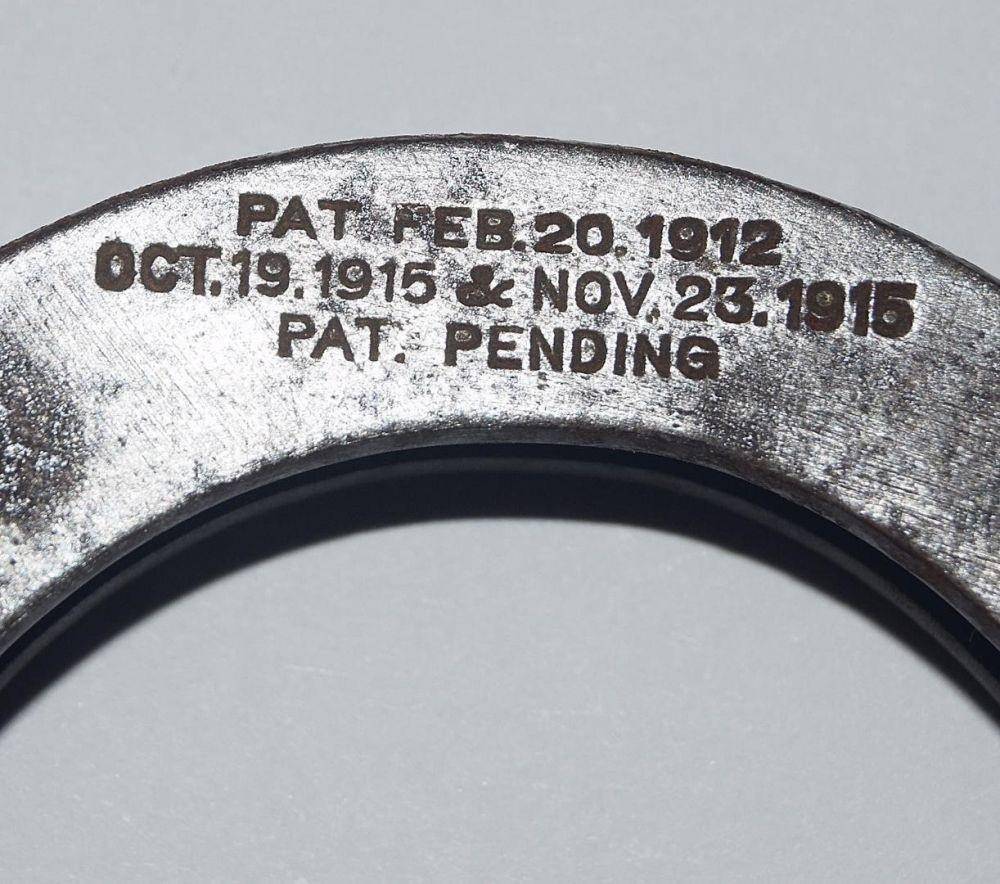 PAT. FEB. 20. 1912
OCT. 19. 1915 & NOV. 23. 1915
PAT. PENDING